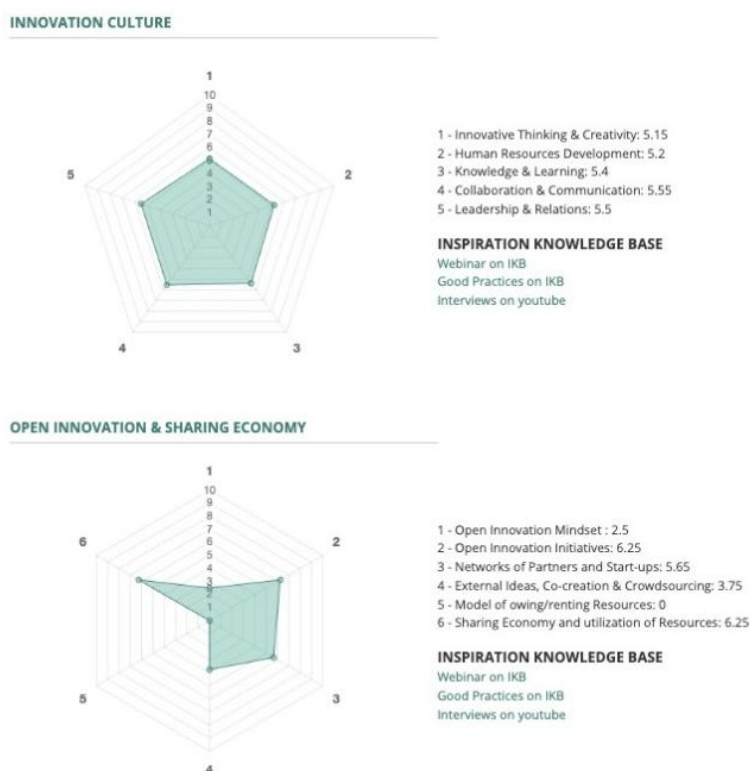 INNOVATION CULTURE
1
10
9
8
7
6
5
4
3
2
1
5
2
4
3
1 - Innovative Thinking & Creativity: 5.15
2 - Human Resources Development: 5.2
3 - Knowledge & Learning: 5.4
4 - Collaboration & Communication: 5.55
5 - Leadership & Relations: 5.5
INSPIRATION KNOWLEDGE BASE
Webinar on IKB
Good Practices on IKB
Interviews on youtube
OPEN INNOVATION & SHARING ECONOMY
1
10
9
8
7
6
5
4
3
2
1
6
2
5
3
4
1 - Open Innovation Mindset : 2.5
2 - Open Innovation Initiatives: 6.25
3 - Networks of Partners and Start-ups: 5.65
4 - External Ideas, Co-creation & Crowdsourcing: 3.75
5 - Model of owing/renting Resources: 0
6 - Sharing Economy and utilization of Resources: 6.25
INSPIRATION KNOWLEDGE BASE
Webinar on IKB
Good Practices on IKB
Interviews on youtube